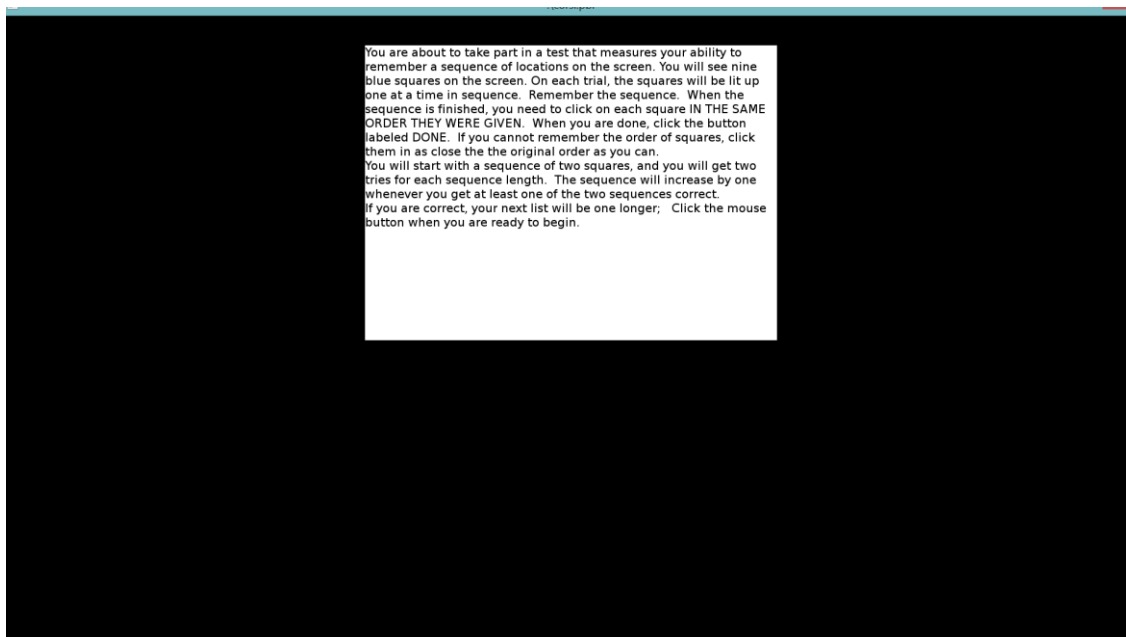 You are about to take part in a test that measures your ability to
remember a sequence of locations on the screen. You will see nine
blue squares on the screen. On each trial, the squares will be lit up
one at a time in sequence.  Remember the sequence.  When the
sequence is finished, you need to click on each square IN THE SAME
ORDER THEY WERE GIVEN.  When you are done, click the button
labeled DONE.  If you cannot remember the order of squares, click
them in as close the the original order as you can.
You will start with a sequence of two squares, and you will get two
tries for each sequence length.  The sequence will increase by one
whenever you get at least one of the two sequences correct.
If you are correct, your next list will be one longer;   Click the mouse
button when you are ready to begin.